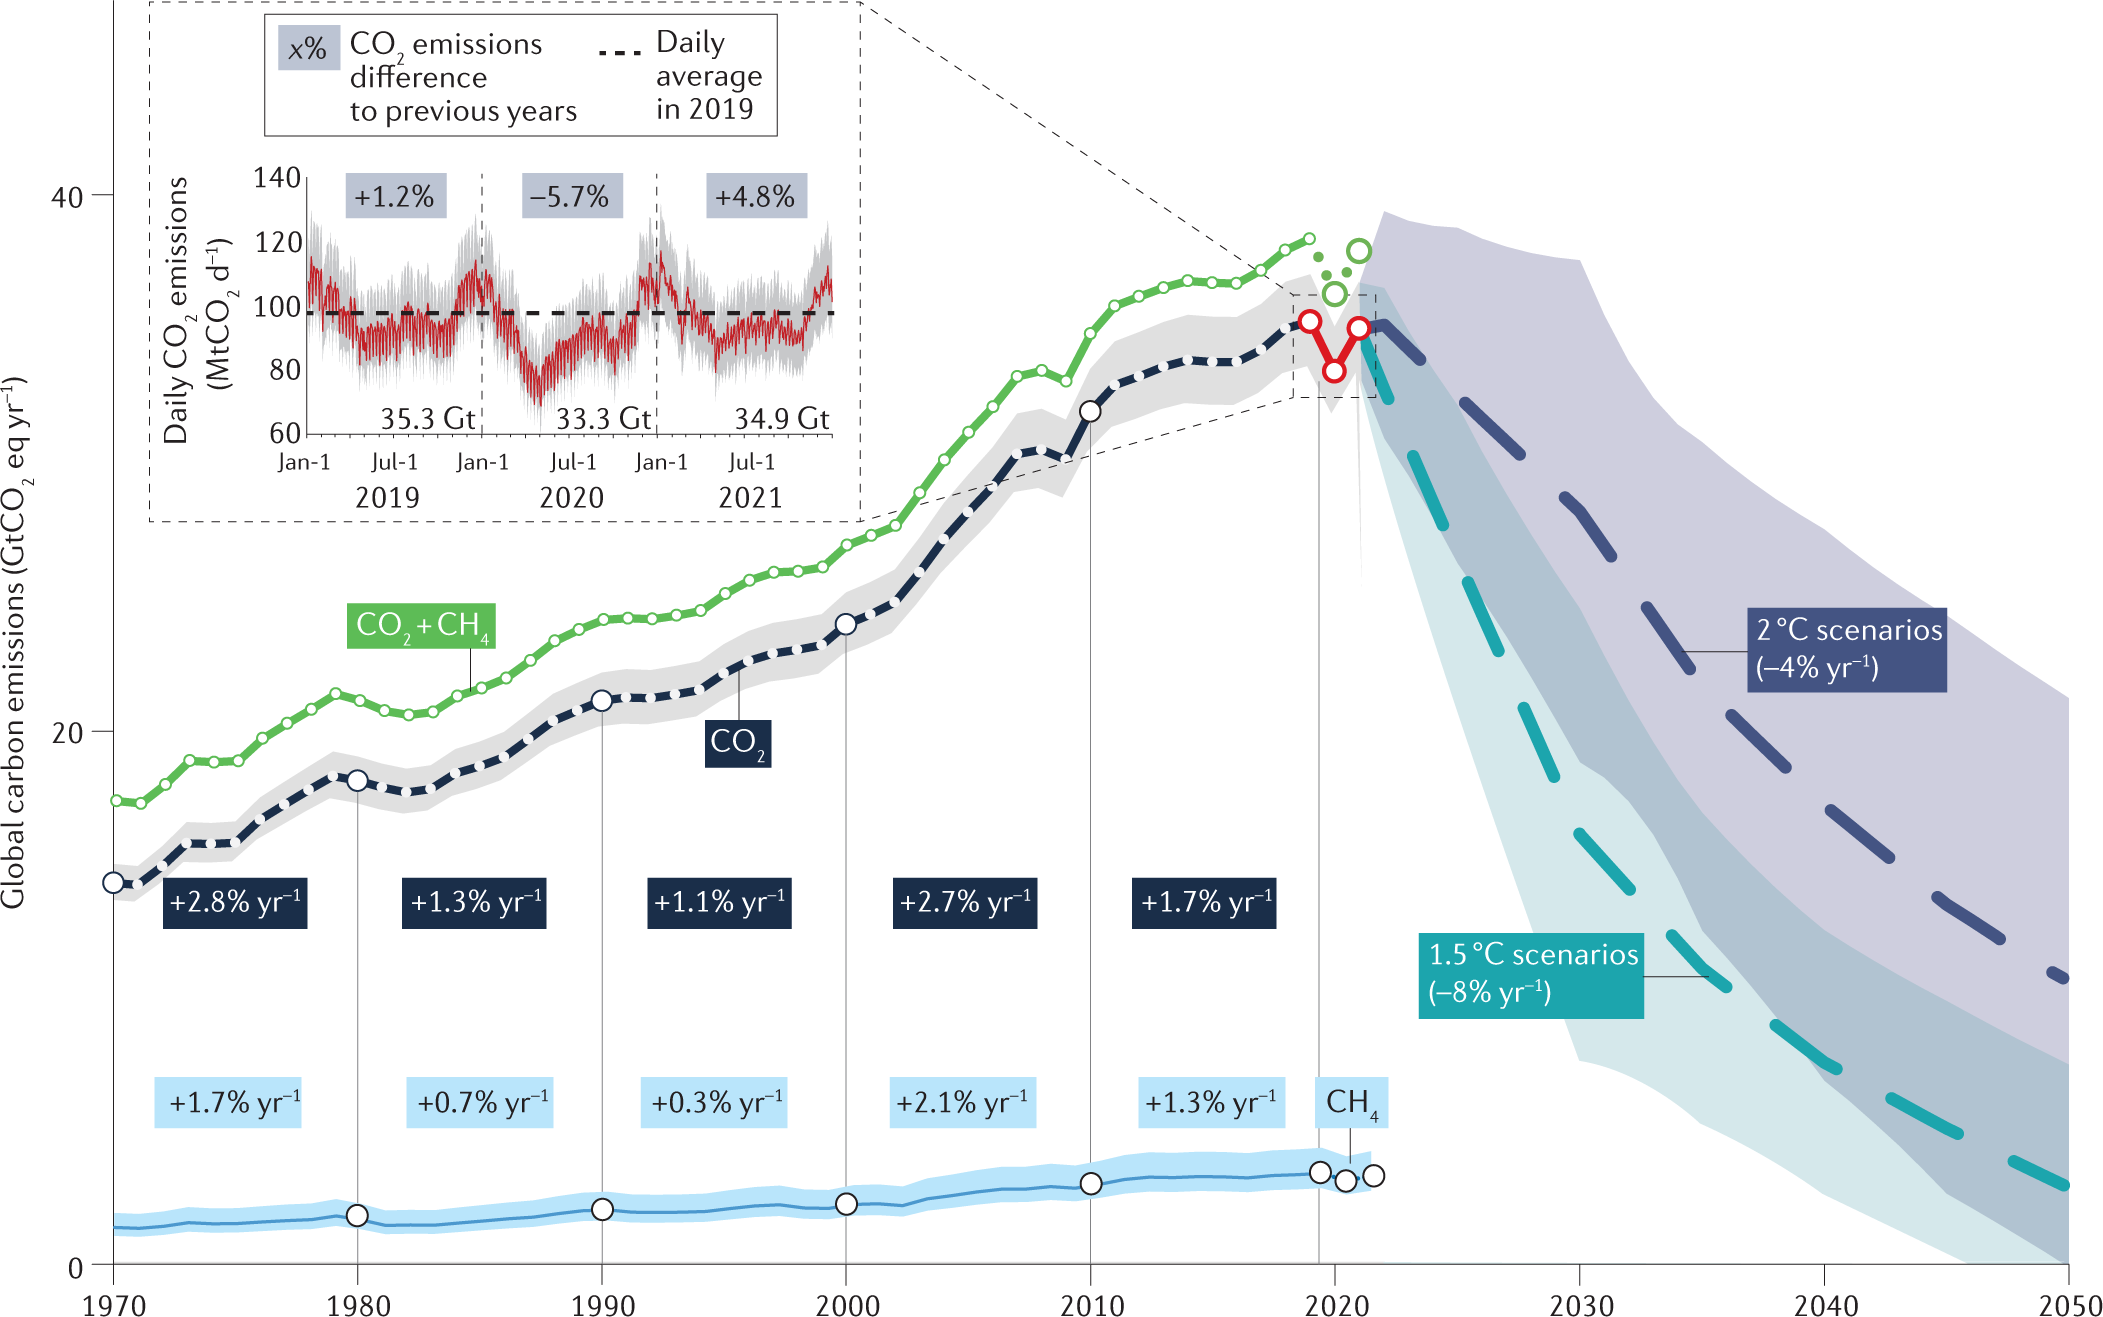 x%
CO₂ emissions
difference
to previous years
Daily
average
in 2019
Daily CO₂ emissions
(MtCO₂ d⁻¹)
140
120
100
80
60
+1.2%
–5.7%
+4.8%
35.3 Gt
33.3 Gt
34.9 Gt
Jan-1
Jul-1
Jan-1
Jul-1
Jan-1
Jul-1
2019
2020
2021
Global carbon emissions (GtCO₂ eq yr⁻¹)
40
20
0
CO₂ + CH₄
CO₂
2 °C scenarios
(–4% yr⁻¹)
1.5 °C scenarios
(–8% yr⁻¹)
+2.8% yr⁻¹
+1.3% yr⁻¹
+1.1% yr⁻¹
+2.7% yr⁻¹
+1.7% yr⁻¹
+1.7% yr⁻¹
+0.7% yr⁻¹
+0.3% yr⁻¹
+2.1% yr⁻¹
+1.3% yr⁻¹
CH₄
1970
1980
1990
2000
2010
2020
2030
2040
2050